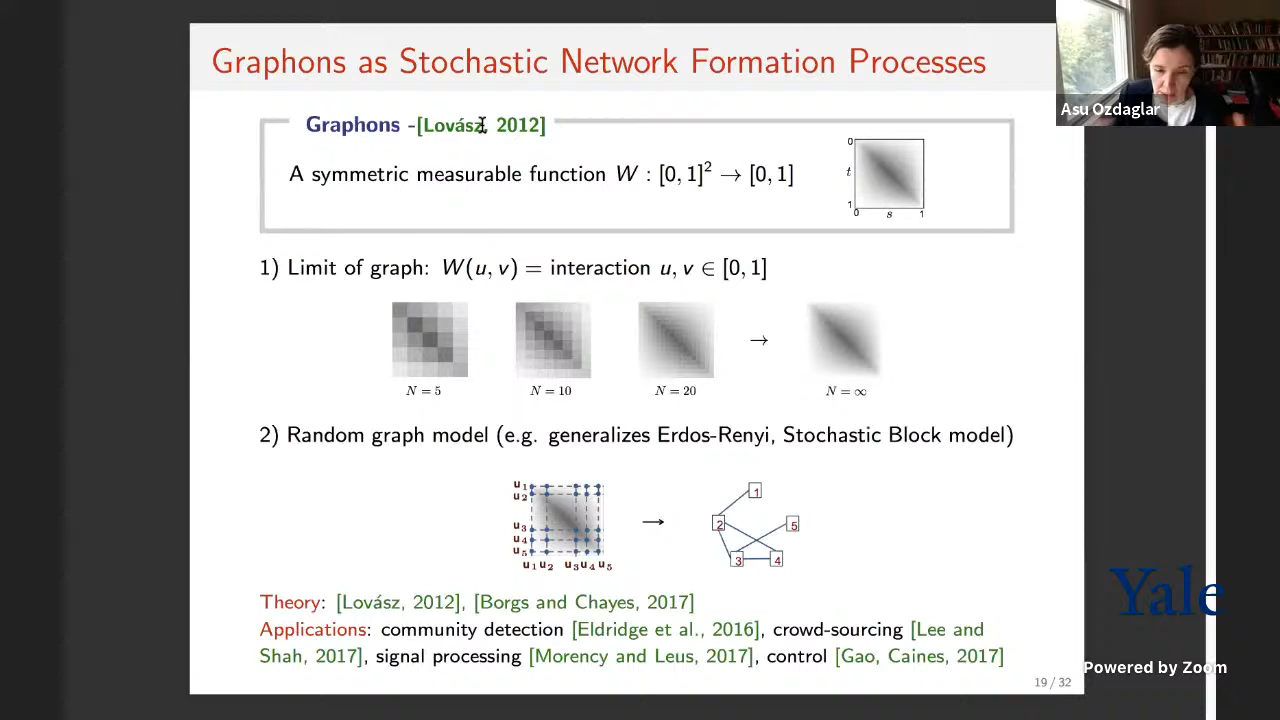 Graphons as Stochastic Network Formation Processes
Asu Ozdaglar
Graphons -[Lovász, 2012]
A symmetric measurable function W : [0, 1]² → [0, 1]
0
t
1
0 s 1
1) Limit of graph: W(u, v) = interaction u, v ∈ [0, 1]
→
N = 5 N = 10 N = 20 N = ∞
2) Random graph model (e.g. generalizes Erdos-Renyi, Stochastic Block model)
u₁
u₂
u₃
u₄
u₅
u₁ u₂ u₃ u₄ u₅
→
1
2 5
3 4
Theory: [Lovász, 2012], [Borgs and Chayes, 2017]
Applications: community detection [Eldridge et al., 2016], crowd-sourcing [Lee and
Shah, 2017], signal processing [Morency and Leus, 2017], control [Gao, Caines, 2017]
19 / 32
Yale
Powered by Zoom